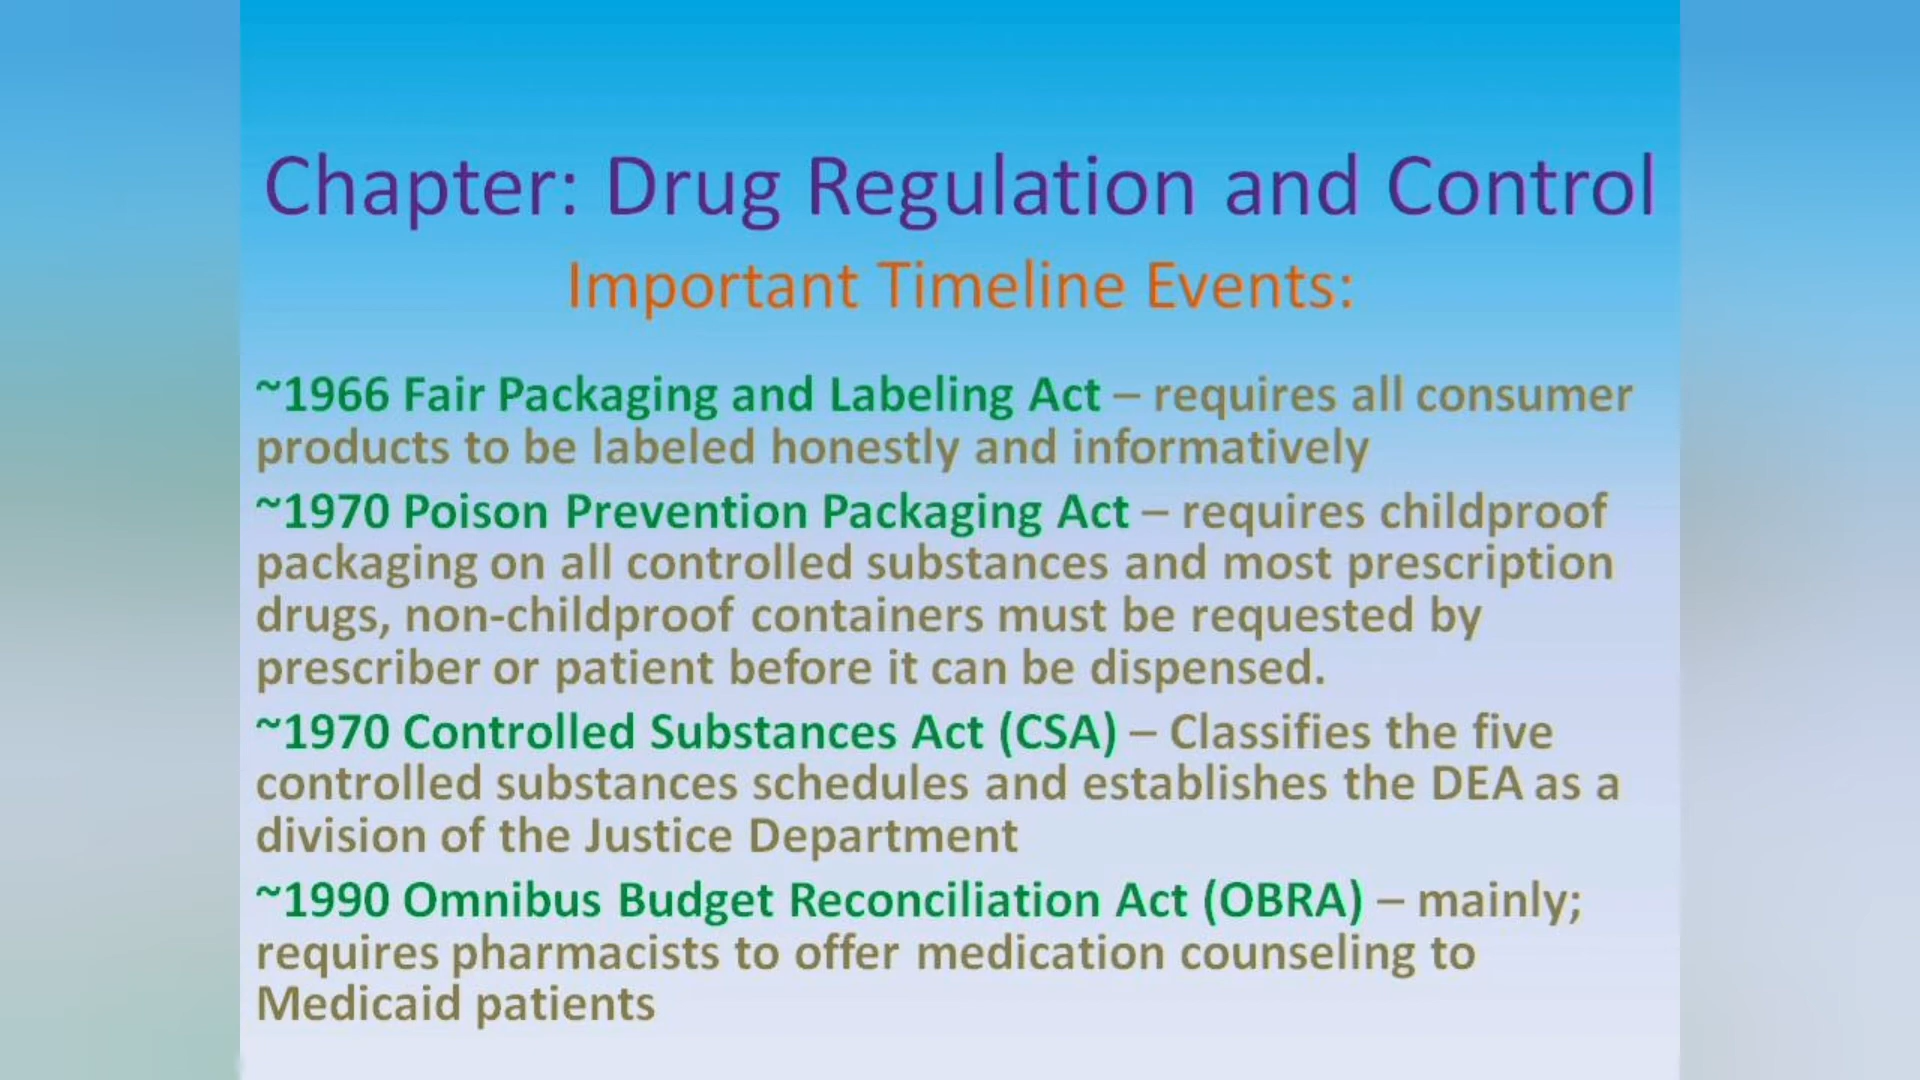 Chapter: Drug Regulation and Control
Important Timeline Events:
~1966 Fair Packaging and Labeling Act – requires all consumer
products to be labeled honestly and informatively
~1970 Poison Prevention Packaging Act – requires childproof
packaging on all controlled substances and most prescription
drugs, non-childproof containers must be requested by
prescriber or patient before it can be dispensed.
~1970 Controlled Substances Act (CSA) – Classifies the five
controlled substances schedules and establishes the DEA as a
division of the Justice Department
~1990 Omnibus Budget Reconciliation Act (OBRA) – mainly;
requires pharmacists to offer medication counseling to
Medicaid patients